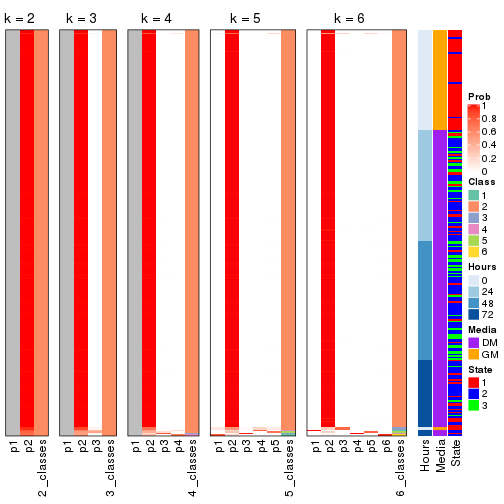 k = 2
k = 3
k = 4
k = 5
k = 6
p1
p2
2_classes
p1
p2
p3
3_classes
p1
p2
p3
p4
4_classes
p1
p2
p3
p4
p5
5_classes
p1
p2
p3
p4
p5
p6
6_classes
Hours
Media
State
Prob
1
0.8
0.6
0.4
0.2
0
Class
1
2
3
4
5
6
Hours
0
24
48
72
Media
DM
GM
State
1
2
3